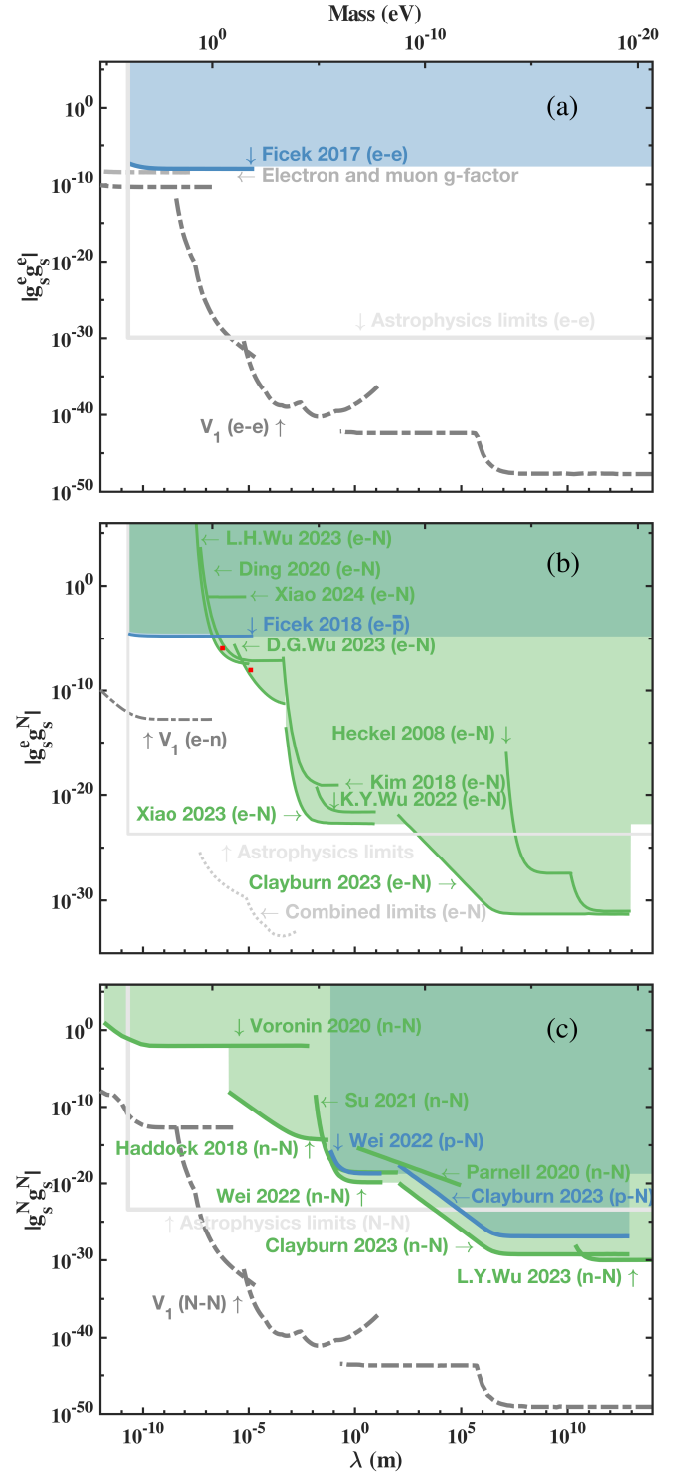 Mass (eV)
10^0 10^-10 10^-20
(a)
10^0
↓ Ficek 2017 (e-e)
← Electron and muon g-factor
10^-10
10^-20
|g_s^e g_s^e|
↓ Astrophysics limits (e-e)
10^-30
10^-40
V_1 (e-e) ↑
10^-50
(b)
← L.H.Wu 2023 (e-N)
← Ding 2020 (e-N)
10^0
← Xiao 2024 (e-N)
↓ Ficek 2018 (e-p̄)
← D.G.Wu 2023 (e-N)
10^-10
↑ V_1 (e-n)
Heckel 2008 (e-N) ↓
|g_s^e g_s^N|
← Kim 2018 (e-N)
10^-20
↓K.Y.Wu 2022 (e-N)
Xiao 2023 (e-N) →
↑ Astrophysics limits
Clayburn 2023 (e-N) →
10^-30
← Combined limits (e-N)
(c)
10^0
↓ Voronin 2020 (n-N)
10^-10
← Su 2021 (n-N)
↓ Wei 2022 (p-N)
Haddock 2018 (n-N) ↑
← Parnell 2020 (n-N)
10^-20
Wei 2022 (n-N) ↑
←Clayburn 2023 (p-N)
|g_s^N g_s^N|
↑ Astrophysics limits (N-N)
Clayburn 2023 (n-N) →
10^-30
L.Y.Wu 2023 (n-N) ↑
V_1 (N-N) ↑
10^-40
10^-50
10^-10 10^-5 10^0 10^5 10^10
λ (m)